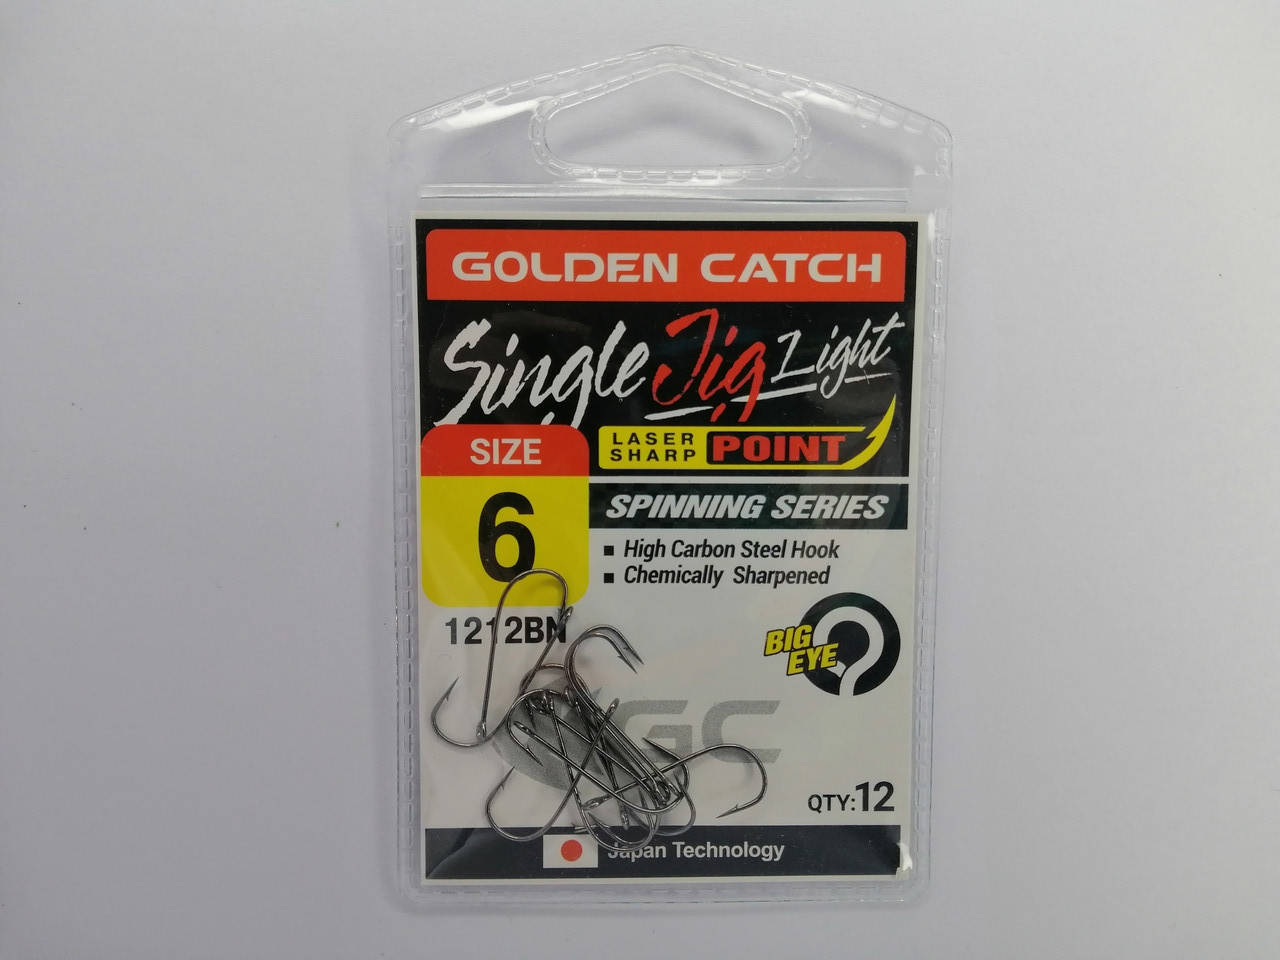 GOLDEN CATCH
Single Jig Light
LASER SHARP POINT
SIZE
6
1212BN
SPINNING SERIES
High Carbon Steel Hook
Chemically Sharpened
BIG EYE
GC
QTY:12
Japan Technology